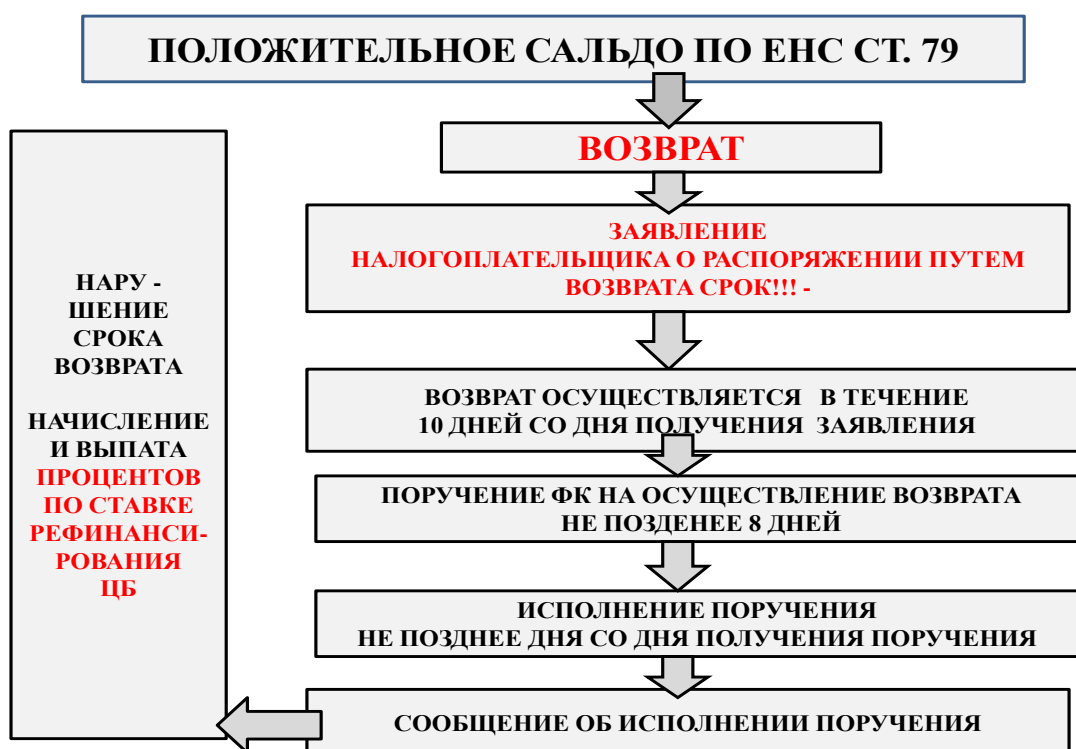 ПОЛОЖИТЕЛЬНОЕ САЛЬДО ПО ЕНС СТ. 79
ВОЗВРАТ
ЗАЯВЛЕНИЕ
НАЛОГОПЛАТЕЛЬЩИКА О РАСПОРЯЖЕНИИ ПУТЕМ
ВОЗВРАТА СРОК!!! -
ВОЗВРАТ ОСУЩЕСТВЛЯЕТСЯ В ТЕЧЕНИЕ
10 ДНЕЙ СО ДНЯ ПОЛУЧЕНИЯ ЗАЯВЛЕНИЯ
ПОРУЧЕНИЕ ФК НА ОСУЩЕСТВЛЕНИЕ ВОЗВРАТА
НЕ ПОЗДЕНЕЕ 8 ДНЕЙ
ИСПОЛНЕНИЕ ПОРУЧЕНИЯ
НЕ ПОЗДНЕЕ ДНЯ СО ДНЯ ПОЛУЧЕНИЯ ПОРУЧЕНИЯ
СООБЩЕНИЕ ОБ ИСПОЛНЕНИИ ПОРУЧЕНИЯ
НАРУ -
ШЕНИЕ
СРОКА
ВОЗВРАТА
НАЧИСЛЕНИЕ
И ВЫПАТА
ПРОЦЕНТОВ
ПО СТАВКЕ
РЕФИНАНСИ-
РОВАНИЯ
ЦБ